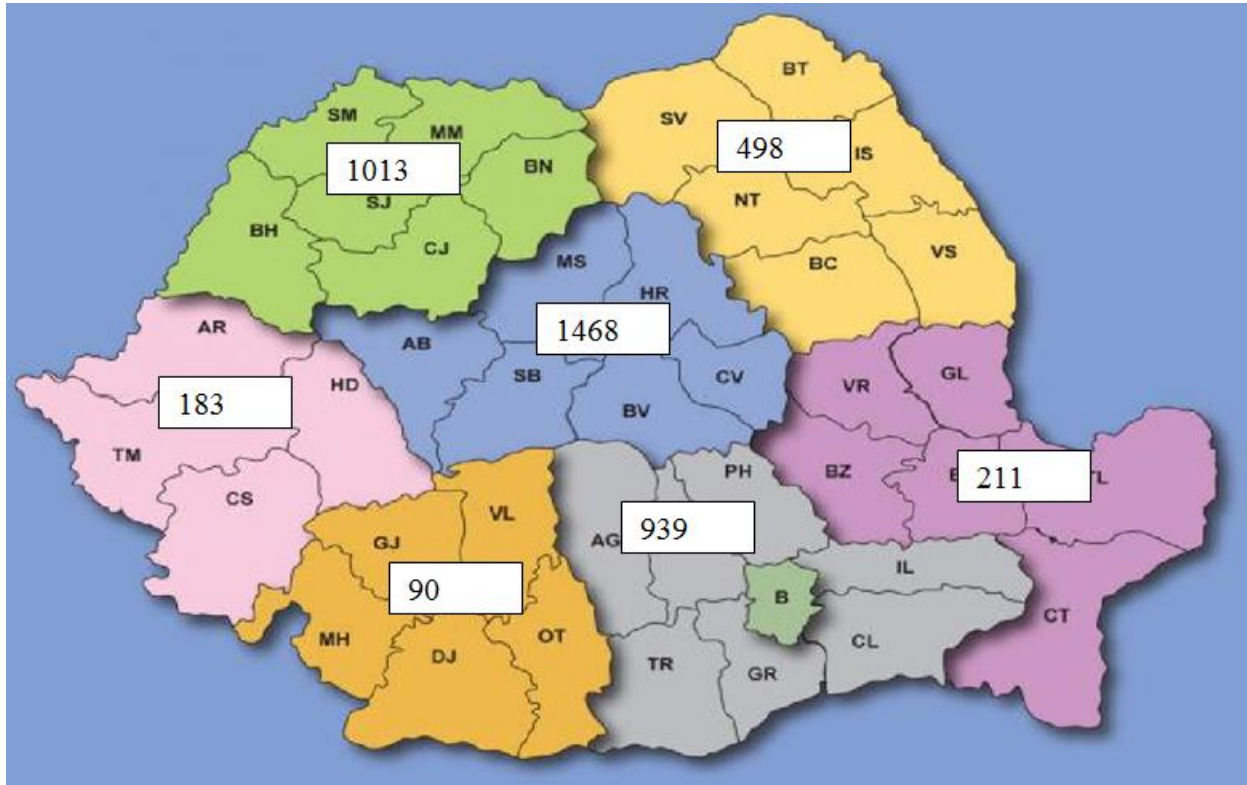 BT
SM
SV
MM
498
IS
1013
BN
NT
SJ
BH
CJ
VS
MS
BC
HR
AR
1468
AB
GL
HD
SB
CV
VR
183
BV
TM
PH
BZ
211
CS
VL
939
AG
GJ
IL
90
B
CT
MH
OT
CL
DJ
TR
GR